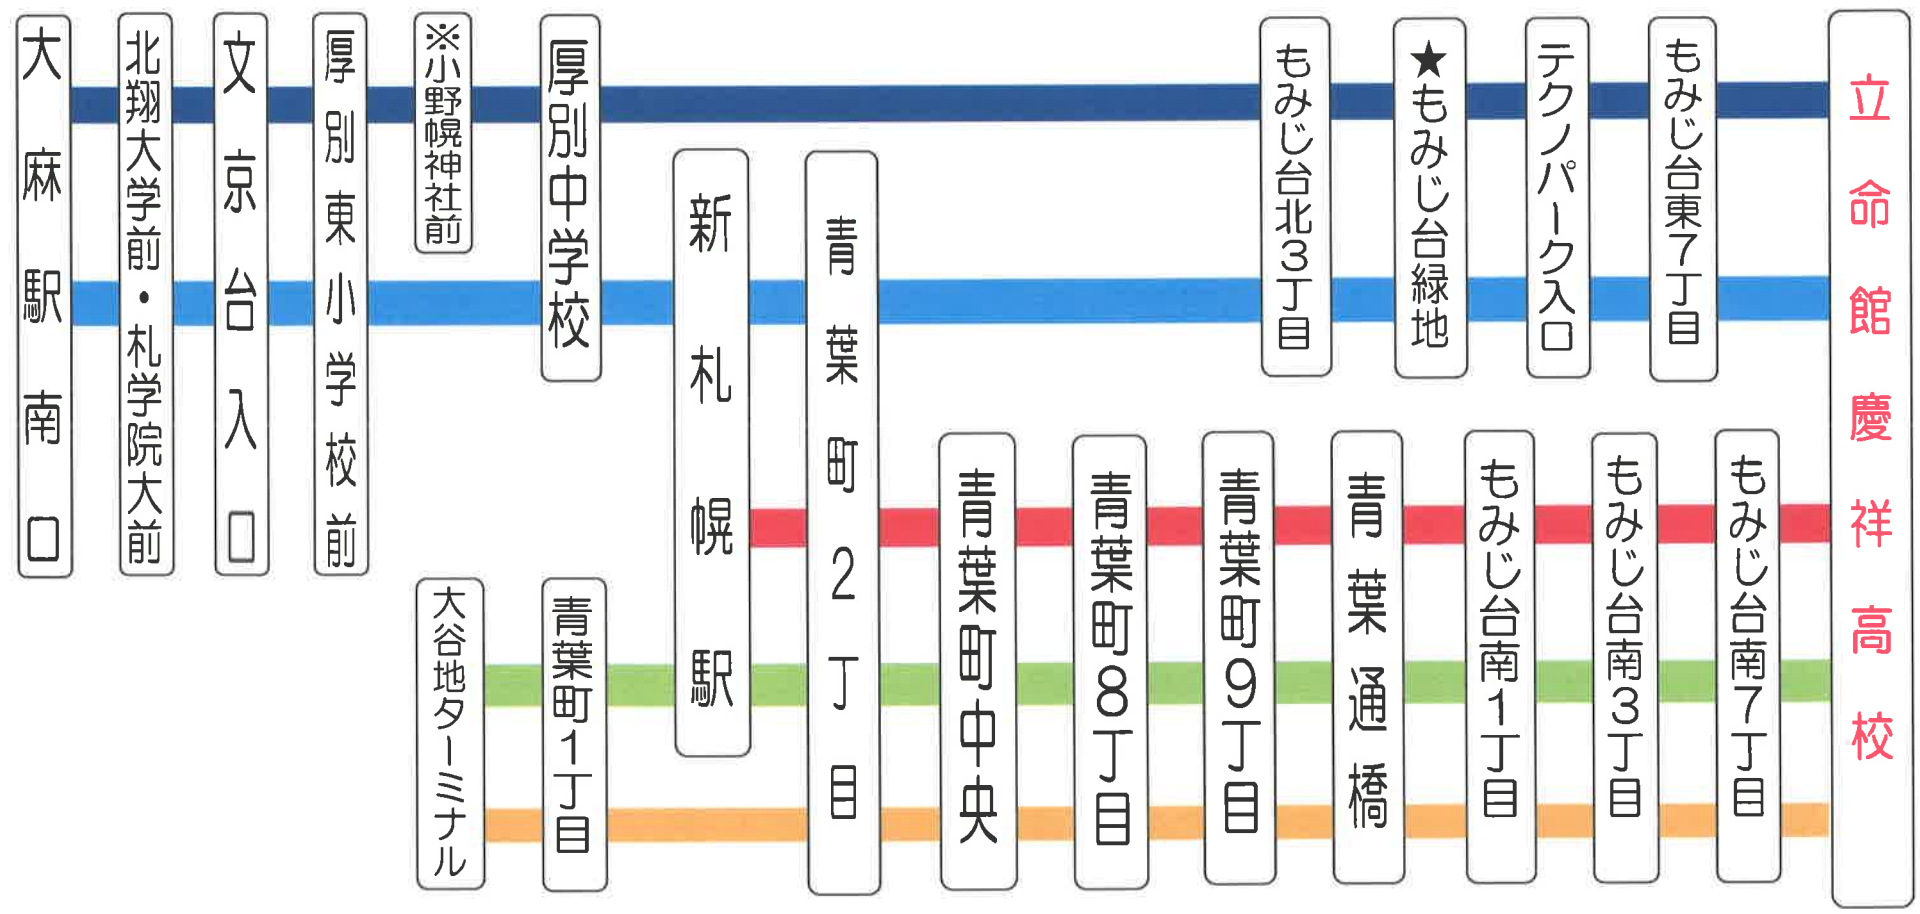 大麻駅南口
北翔大学前・札学院大前
文京台入口
厚別東小学校前
※小野幌神社前
厚別中学校
大谷地ターミナル
青葉町1丁目
新札幌駅
青葉町2丁目
青葉町中央
青葉町8丁目
青葉町9丁目
青葉通橋
もみじ台北3丁目
★もみじ台緑地
テクノパーク入口
もみじ台東7丁目
もみじ台南1丁目
もみじ台南3丁目
もみじ台南7丁目
立命館慶祥高校